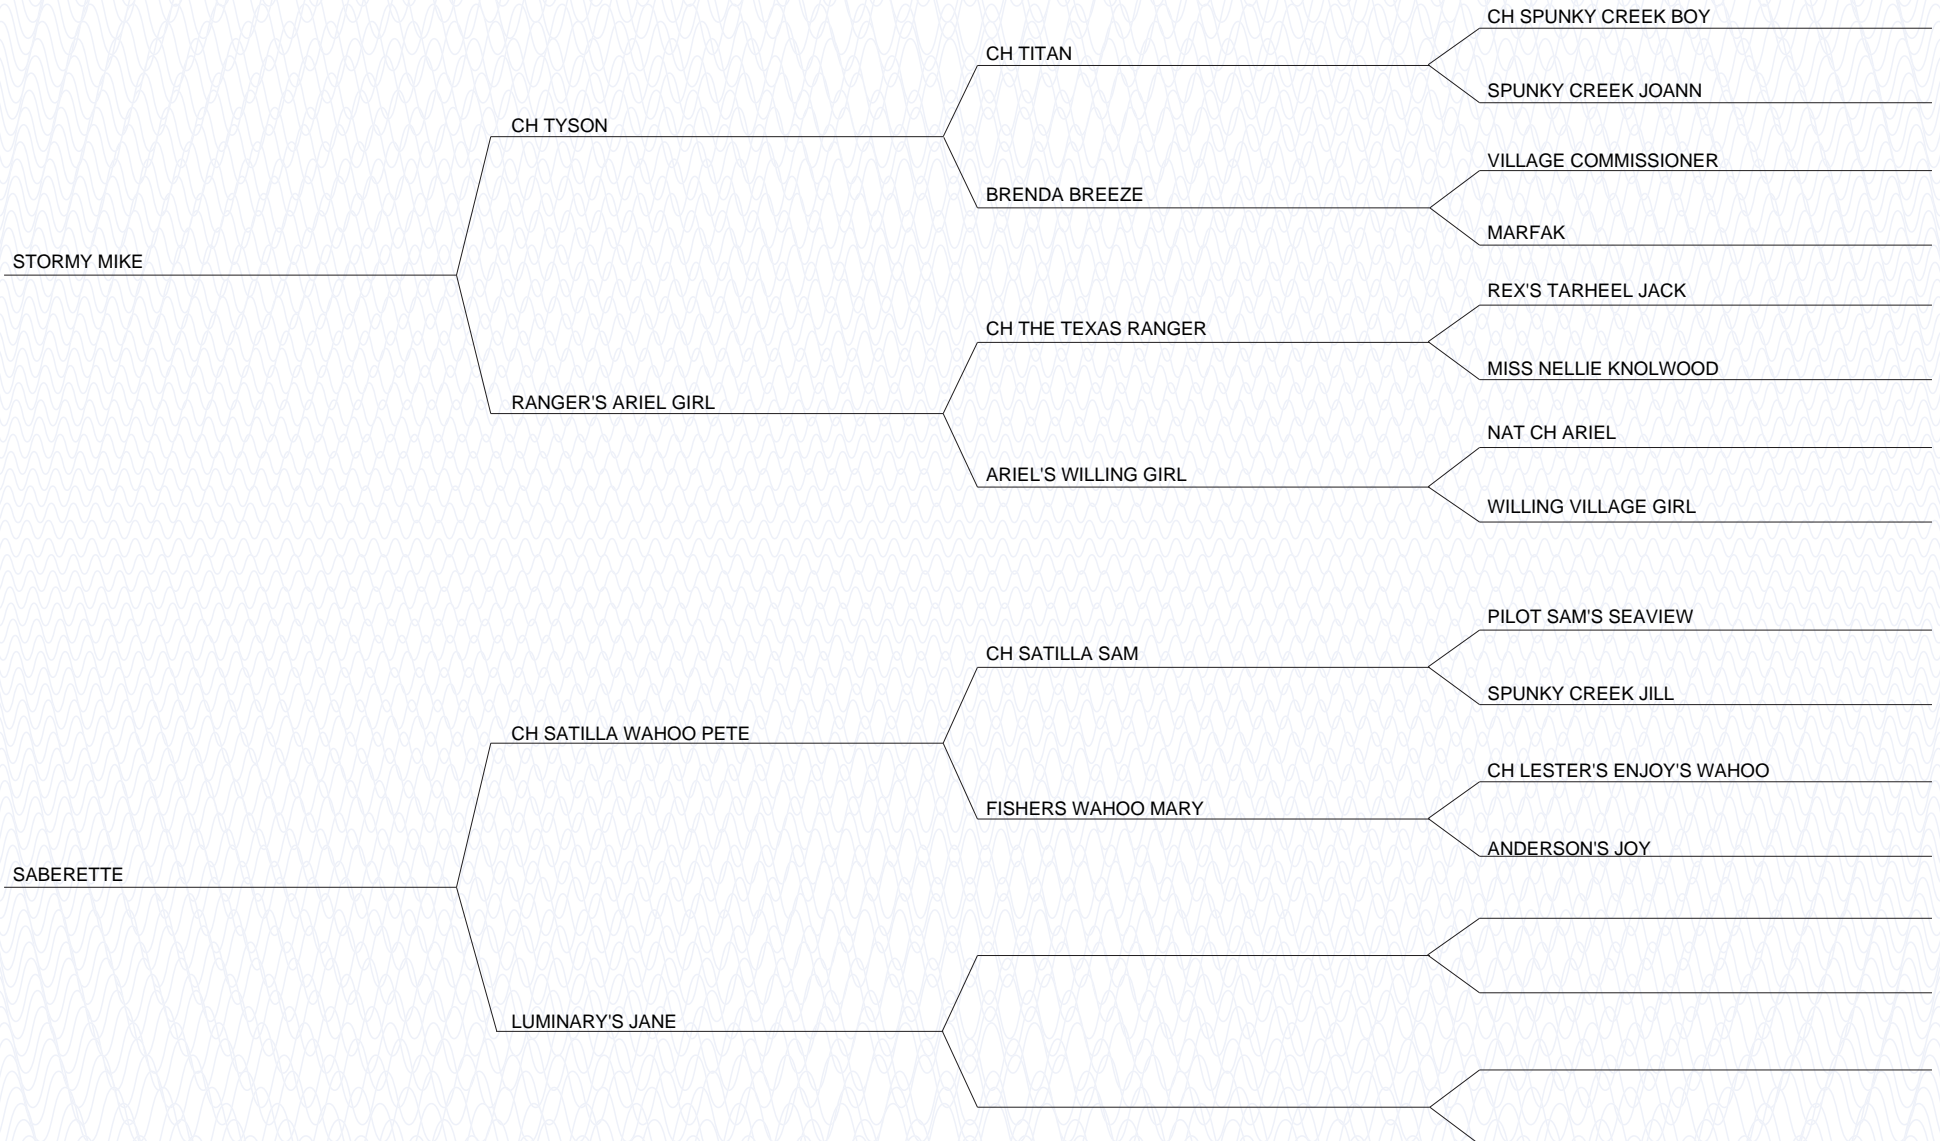 CH SPUNKY CREEK BOY
CH TITAN
SPUNKY CREEK JOANN
CH TYSON
VILLAGE COMMISSIONER
BRENDA BREEZE
MARFAK
STORMY MIKE
REX'S TARHEEL JACK
CH THE TEXAS RANGER
MISS NELLIE KNOLWOOD
RANGER'S ARIEL GIRL
NAT CH ARIEL
ARIEL'S WILLING GIRL
WILLING VILLAGE GIRL
PILOT SAM'S SEAVIEW
CH SATILLA SAM
SPUNKY CREEK JILL
CH SATILLA WAHOO PETE
CH LESTER'S ENJOY'S WAHOO
FISHERS WAHOO MARY
ANDERSON'S JOY
SABERETTE
LUMINARY'S JANE